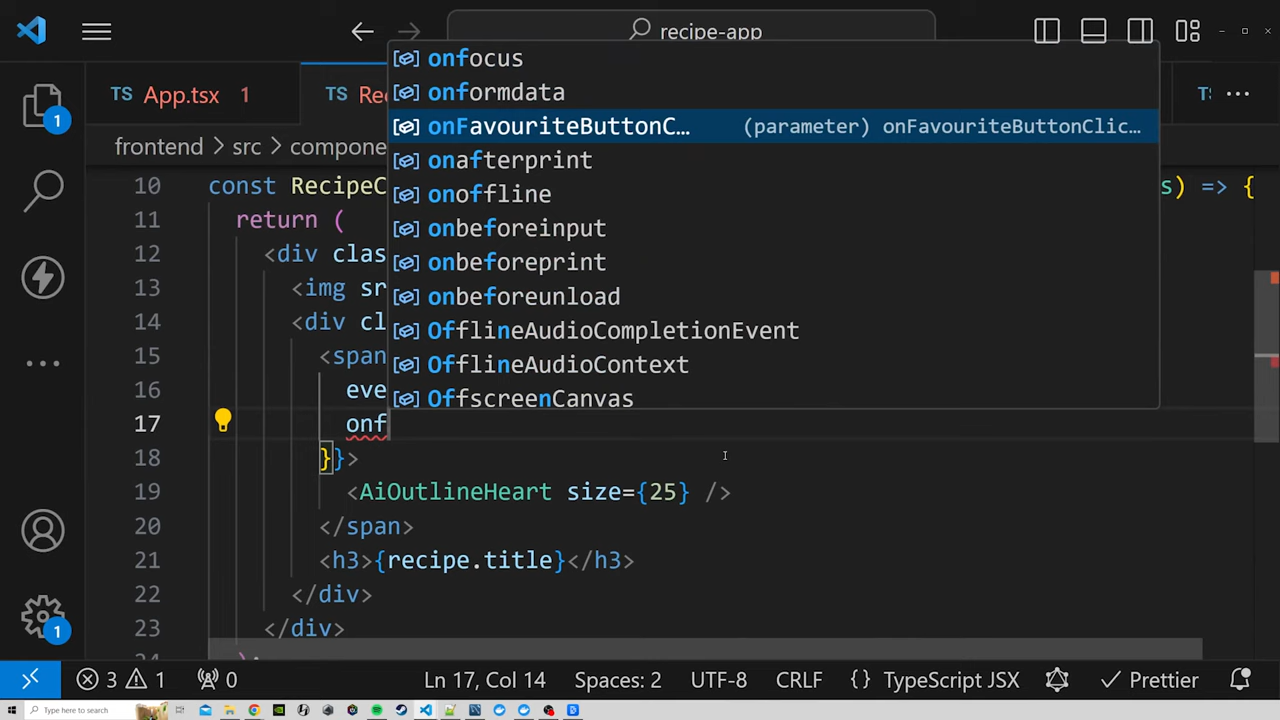 recipe-app
TS App.tsx 1
TS Rec
TS ...
frontend > src > compone
onfocus
onformdata
onFavouriteButtonC... (parameter) onFavouriteButtonClic...
onafterprint
onoffline
onbeforeinput
onbeforeprint
onbeforeunload
OfflineAudioCompletionEvent
OfflineAudioContext
OffscreenCanvas
10 const RecipeC s) => {
11 return (
12 <div clas
13 <img sr
14 <div cl
15 <span
16 eve
17 onf
18 }}>
19 <AiOutlineHeart size={25} />
20 </span>
21 <h3>{recipe.title}</h3>
22 </div>
23 </div>
1
1
3 1 0 Ln 17, Col 14 Spaces: 2 UTF-8 CRLF {} TypeScript JSX Prettier
Type here to search